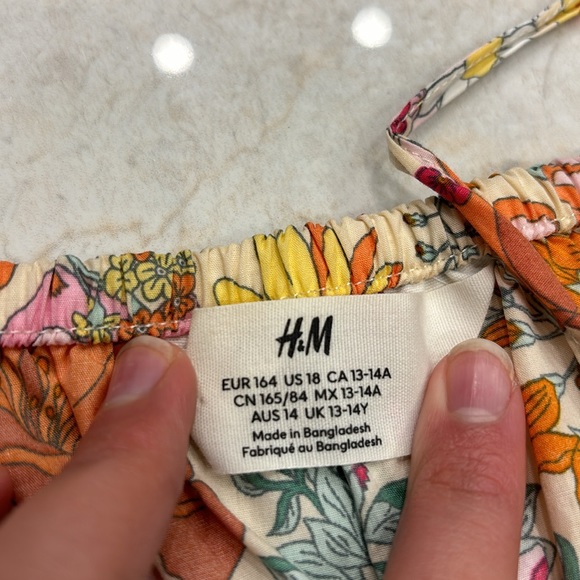 H&M
EUR 164 US 18 CA 13-14A
CN 165/84 MX 13-14A
AUS 14 UK 13-14Y
Made in Bangladesh
Fabriqué au Bangladesh